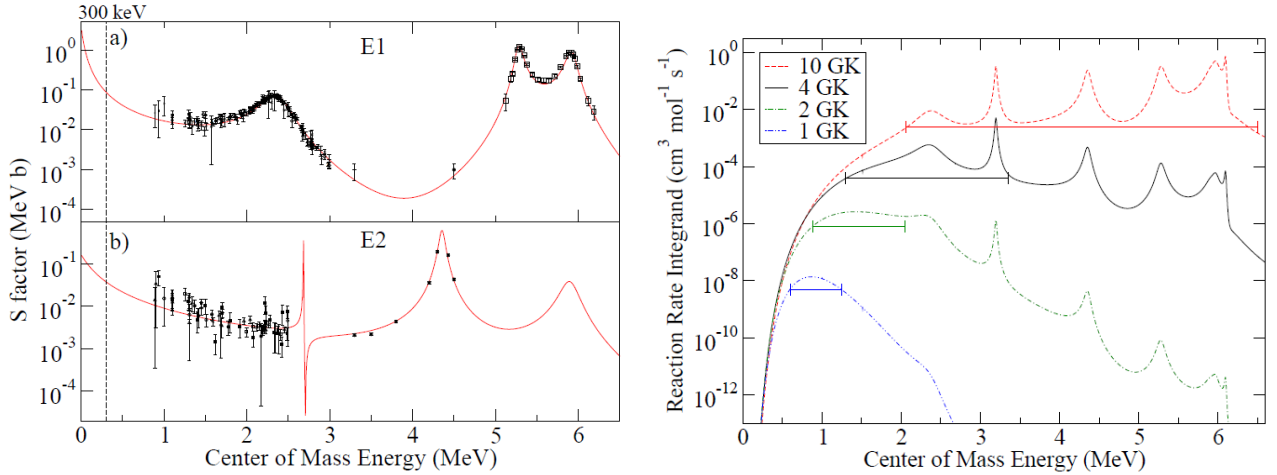 300 keV
a)
E1
10^0
10^-1
10^-2
10^-3
10^-4
b)
E2
10^-1
10^-2
10^-3
10^-4
S factor (MeV b)
0 1 2 3 4 5 6
Center of Mass Energy (MeV)
10 GK
4 GK
2 GK
1 GK
10^0
10^-2
10^-4
10^-6
10^-8
10^-10
10^-12
Reaction Rate Integrand (cm^3 mol^-1 s^-1)
0 1 2 3 4 5 6
Center of Mass Energy (MeV)